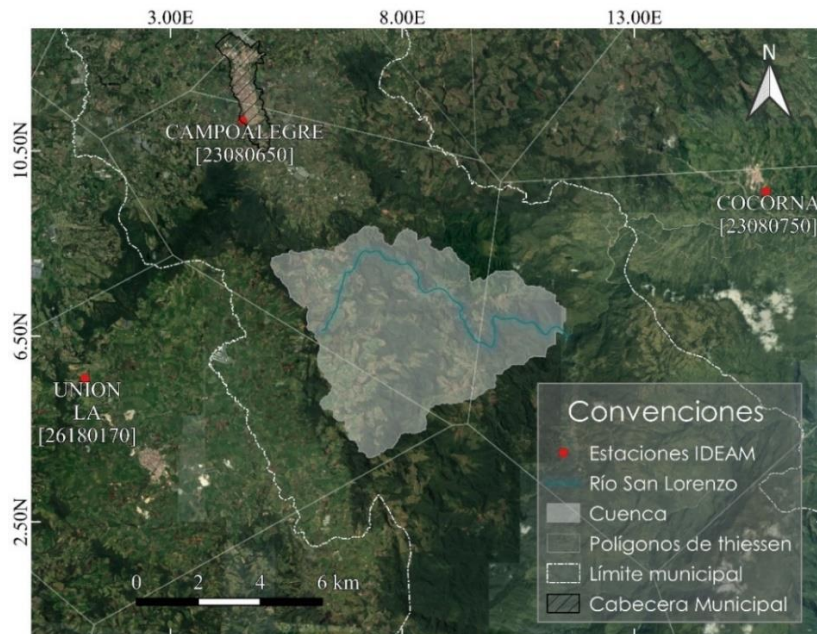 3.00E 8.00E 13.00E
10.50N
6.50N
2.50N
N
CAMPOALEGRE
[23080650]
COCORNA
[23080750]
UNION
LA
[26180170]
Convenciones
Estaciones IDEAM
Río San Lorenzo
Cuenca
Polígonos de thiessen
Límite municipal
Cabecera Municipal
0 2 4 6 km